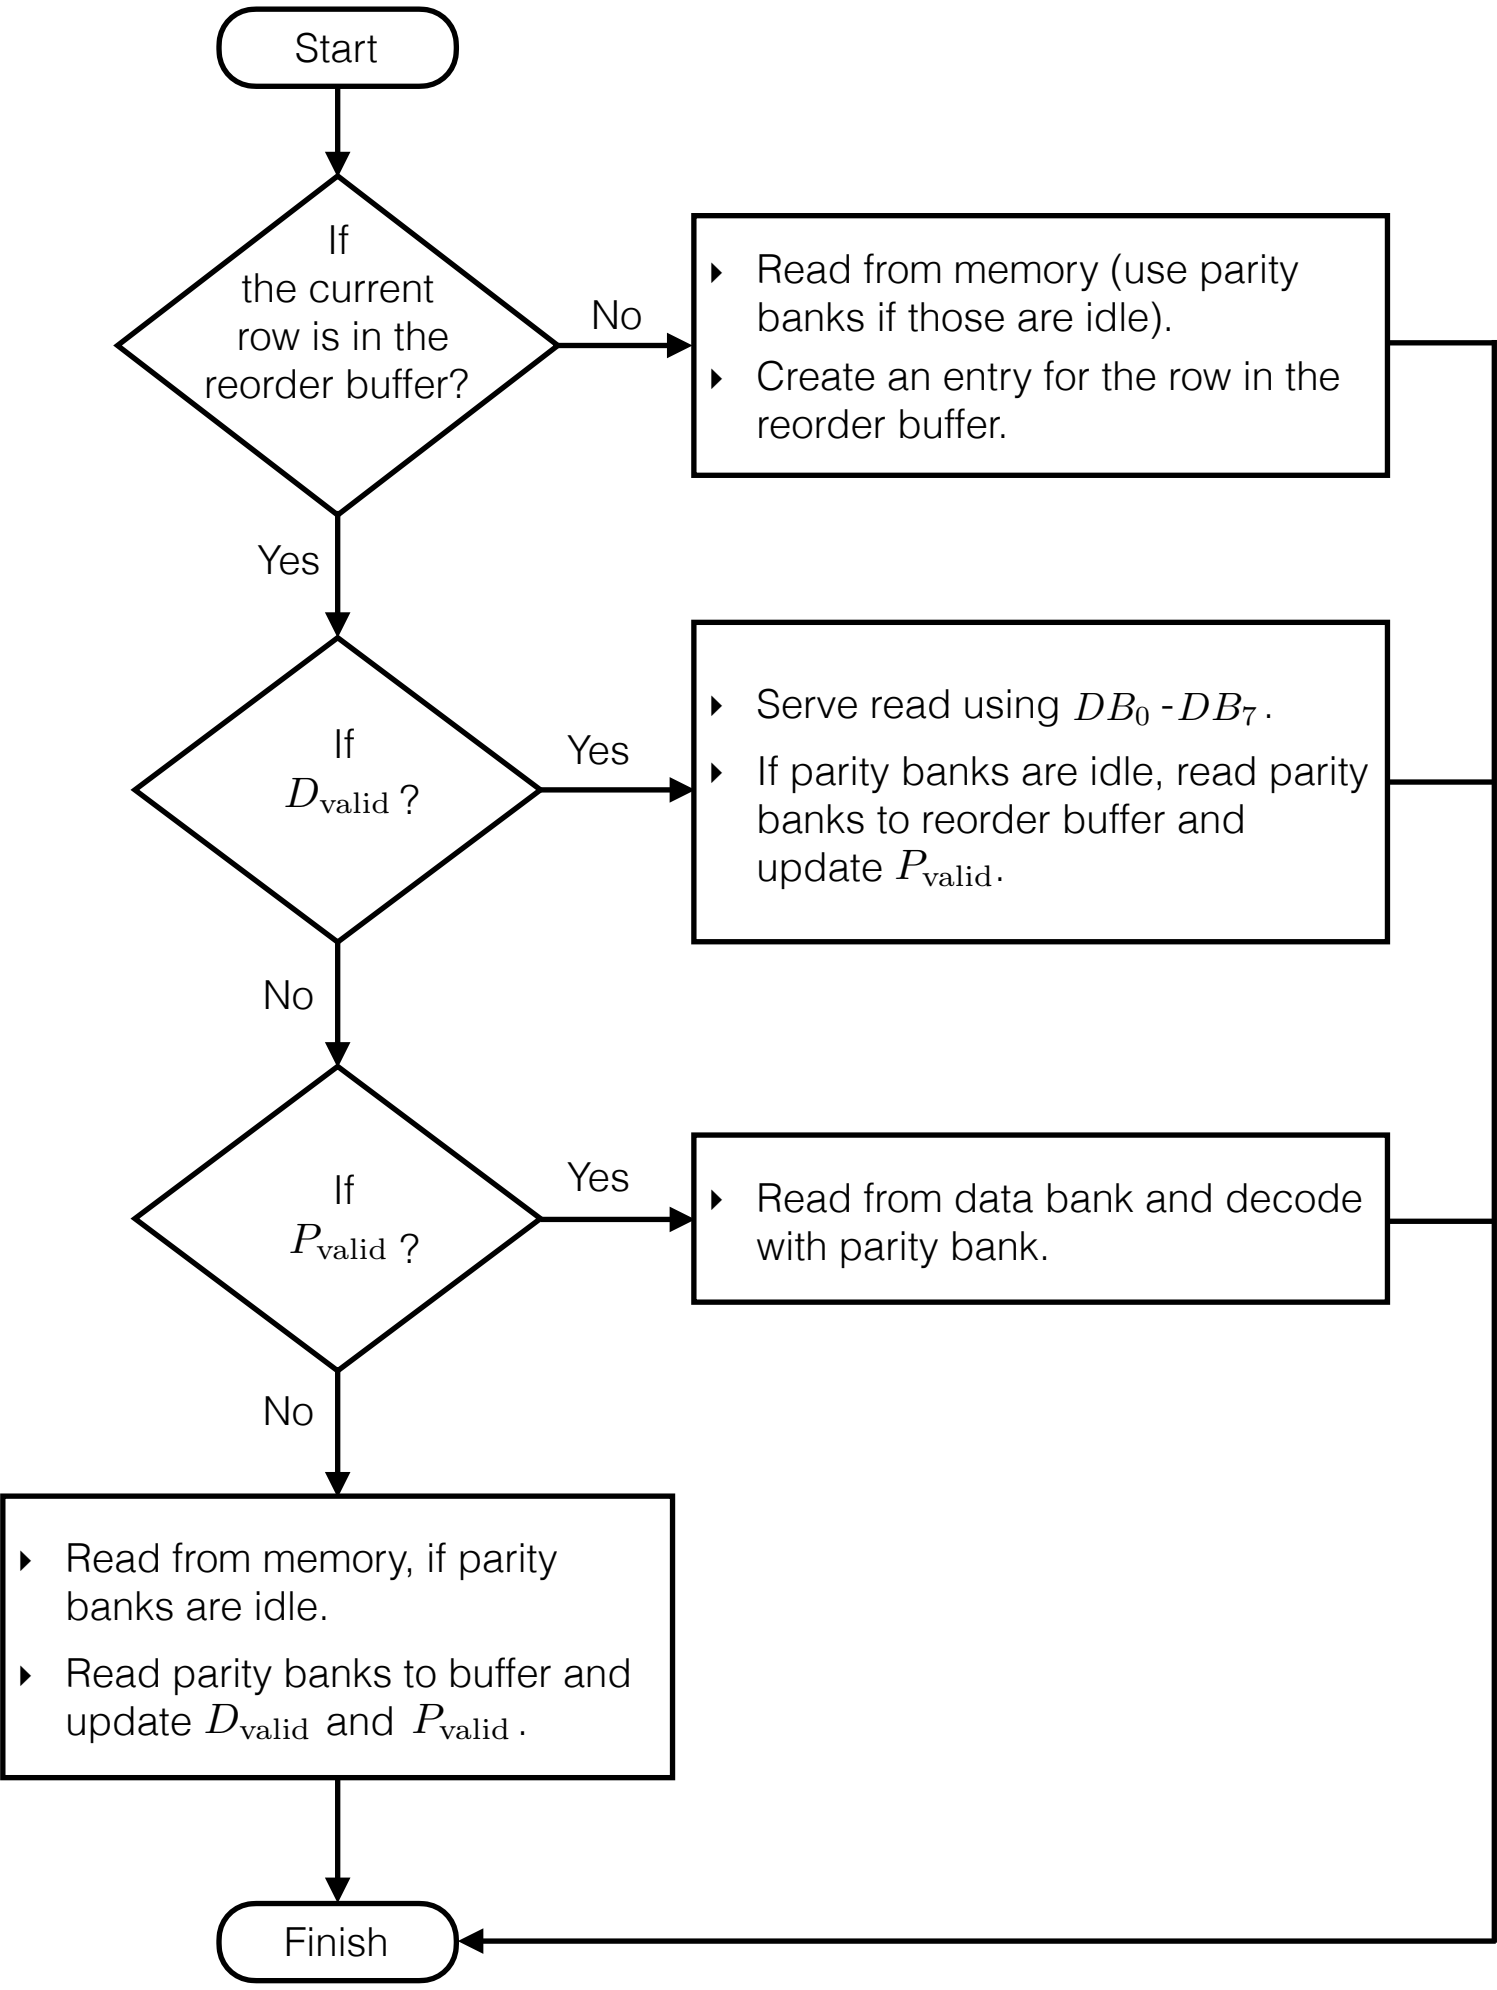 Start
If
the current
row is in the
reorder buffer?
No
‣ Read from memory (use parity
banks if those are idle).
‣ Create an entry for the row in the
reorder buffer.
Yes
If
D_valid ?
Yes
‣ Serve read using DB_0 - DB_7 .
‣ If parity banks are idle, read parity
banks to reorder buffer and
update P_valid.
No
If
P_valid ?
Yes
‣ Read from data bank and decode
with parity bank.
No
‣ Read from memory, if parity
banks are idle.
‣ Read parity banks to buffer and
update D_valid and P_valid .
Finish